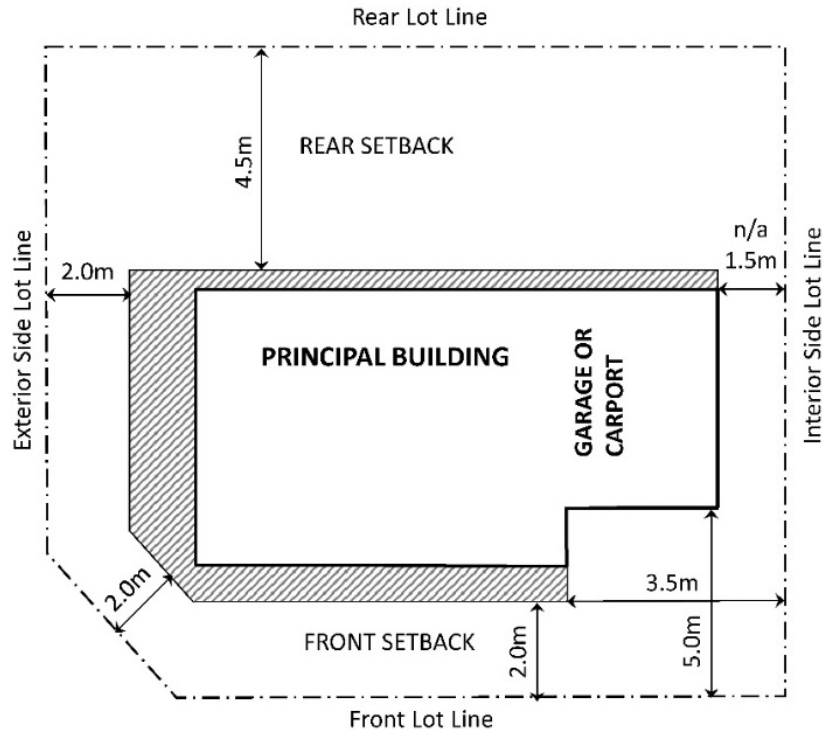 Rear Lot Line
4.5m
REAR SETBACK
n/a
1.5m
2.0m
Exterior Side Lot Line
Interior Side Lot Line
PRINCIPAL BUILDING
GARAGE OR
CARPORT
2.0m
3.5m
FRONT SETBACK
2.0m
5.0m
Front Lot Line